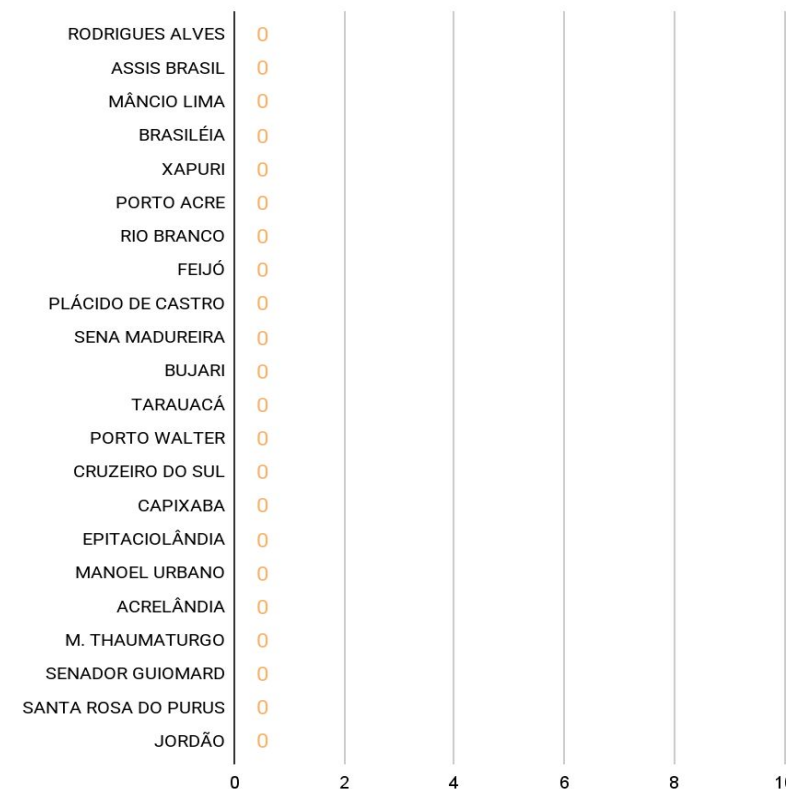 RODRIGUES ALVES 0
ASSIS BRASIL 0
MÂNCIO LIMA 0
BRASILÉIA 0
XAPURI 0
PORTO ACRE 0
RIO BRANCO 0
FEIJÓ 0
PLÁCIDO DE CASTRO 0
SENA MADUREIRA 0
BUJARI 0
TARAUACÁ 0
PORTO WALTER 0
CRUZEIRO DO SUL 0
CAPIXABA 0
EPITACIOLÂNDIA 0
MANOEL URBANO 0
ACRELÂNDIA 0
M. THAUMATURGO 0
SENADOR GUIOMARD 0
SANTA ROSA DO PURUS 0
JORDÃO 0
0 2 4 6 8